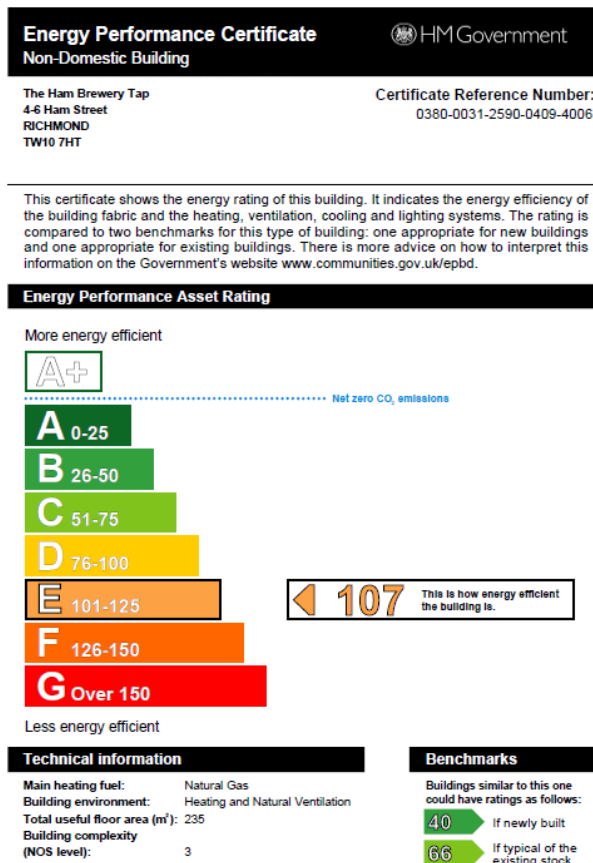 Energy Performance Certificate
HM Government
Non-Domestic Building
The Ham Brewery Tap
4-6 Ham Street
RICHMOND
TW10 7HT
Certificate Reference Number:
0380-0031-2590-0409-4006
This certificate shows the energy rating of this building. It indicates the energy efficiency of
the building fabric and the heating, ventilation, cooling and lighting systems. The rating is
compared to two benchmarks for this type of building: one appropriate for new buildings
and one appropriate for existing buildings. There is more advice on how to interpret this
information on the Government's website www.communities.gov.uk/epbd.
Energy Performance Asset Rating
More energy efficient
A+
Net zero CO₂ emissions
A 0-25
B 26-50
C 51-75
D 76-100
E 101-125
107
This is how energy efficient
the building is.
F 126-150
G Over 150
Less energy efficient
Technical information
Main heating fuel: Natural Gas
Building environment: Heating and Natural Ventilation
Total useful floor area (m²): 235
Building complexity
(NOS level): 3
Benchmarks
Buildings similar to this one
could have ratings as follows:
40 If newly built
66 If typical of the
existing stock